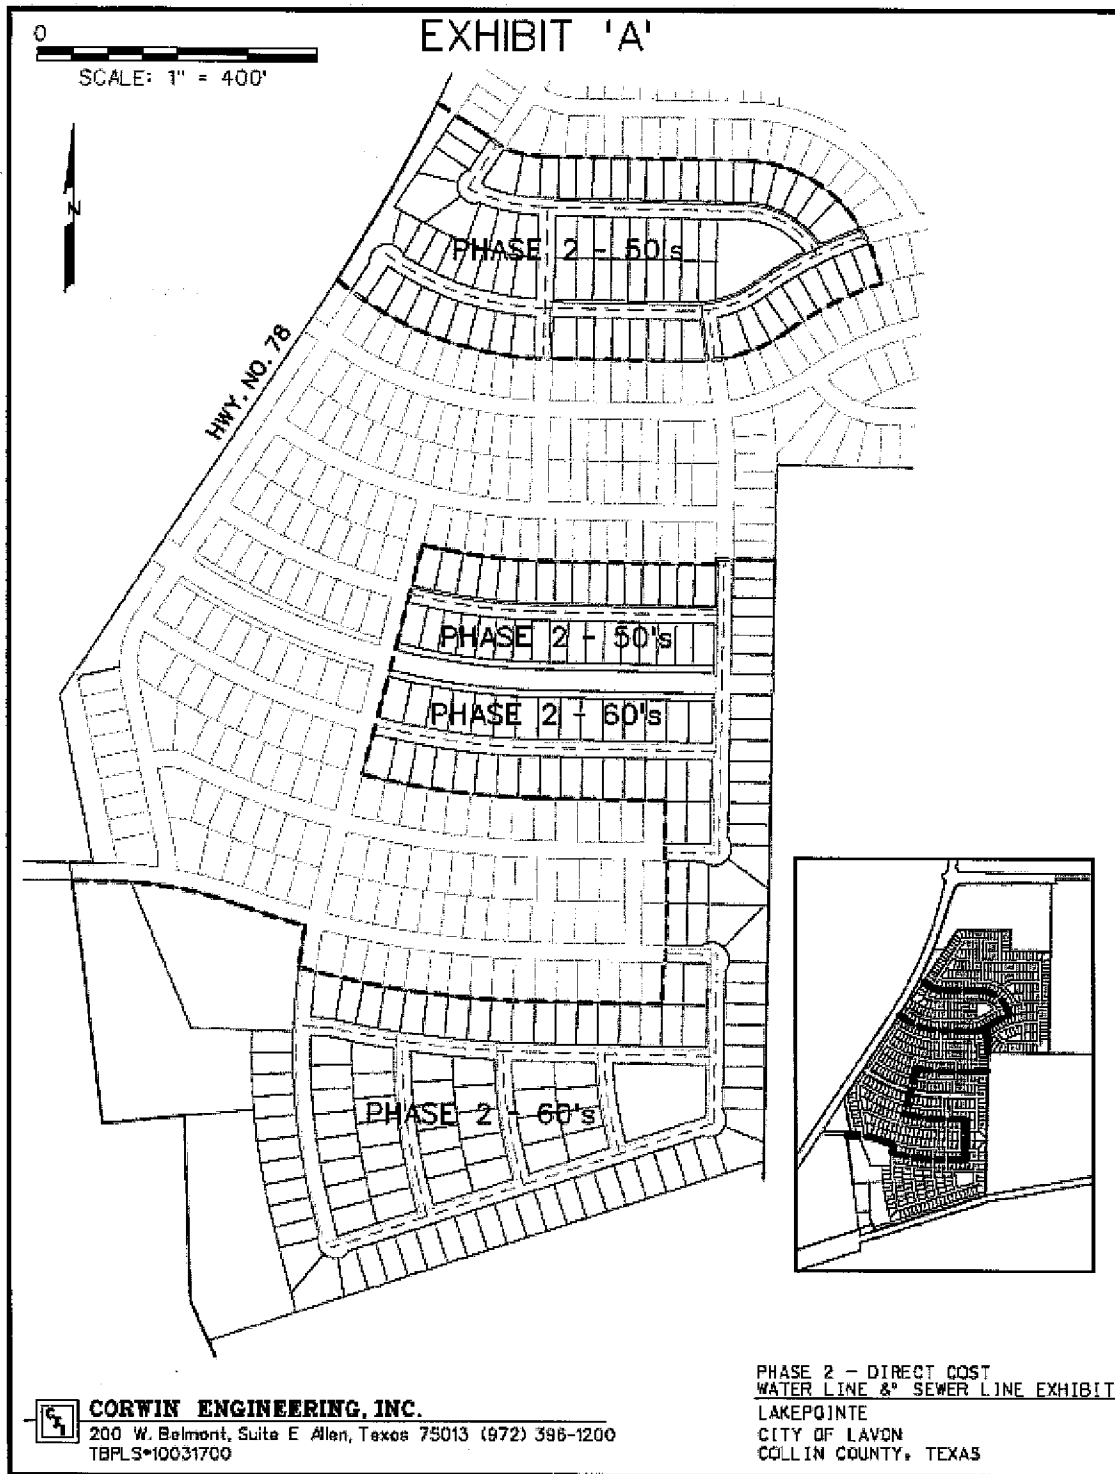 EXHIBIT 'A'
0
SCALE: 1" = 400'
N
PHASE 2 - 50's
HWY. NO. 78
PHASE 2 - 50's
PHASE 2 - 60's
PHASE 2 - 60's
PHASE 2 - DIRECT COST
WATER LINE & SEWER LINE EXHIBIT
LAKEPOINTE
CITY OF LAVON
COLLIN COUNTY, TEXAS
CORWIN ENGINEERING, INC.
200 W. Belmont, Suite E Allen, Texas 75013 (972) 396-1200
TBPLS#10031700